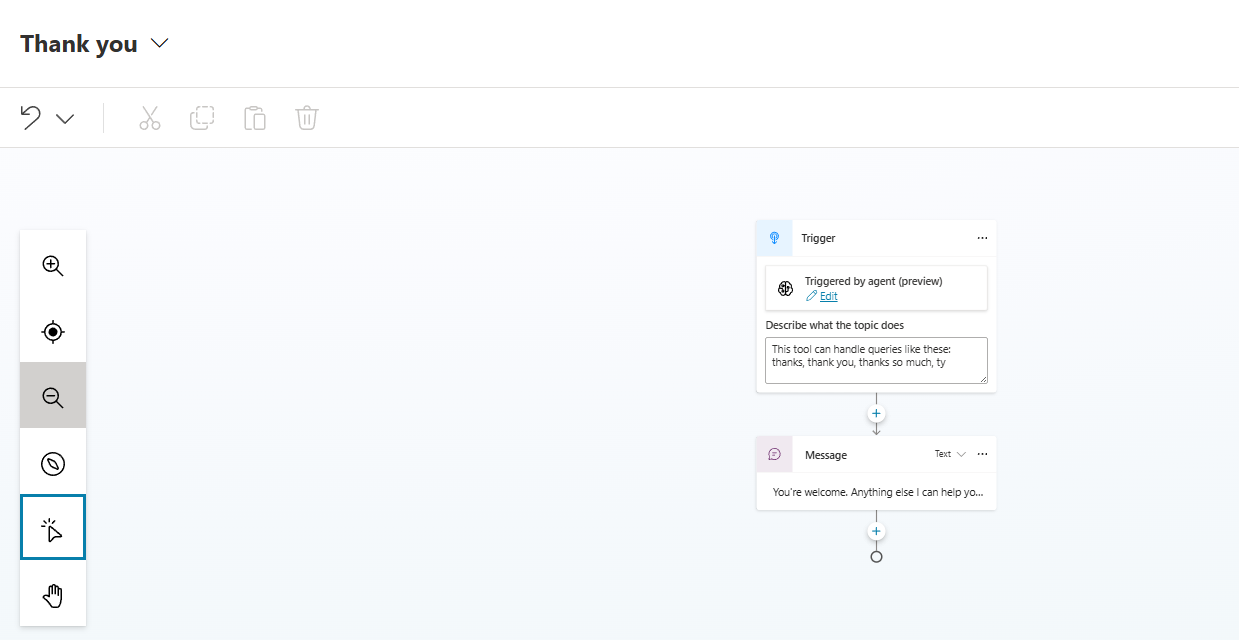 Thank you
Trigger
Triggered by agent (preview)
Edit
Describe what the topic does
This tool can handle queries like these:
thanks, thank you, thanks so much, ty
Message
Text
You're welcome. Anything else I can help yo...